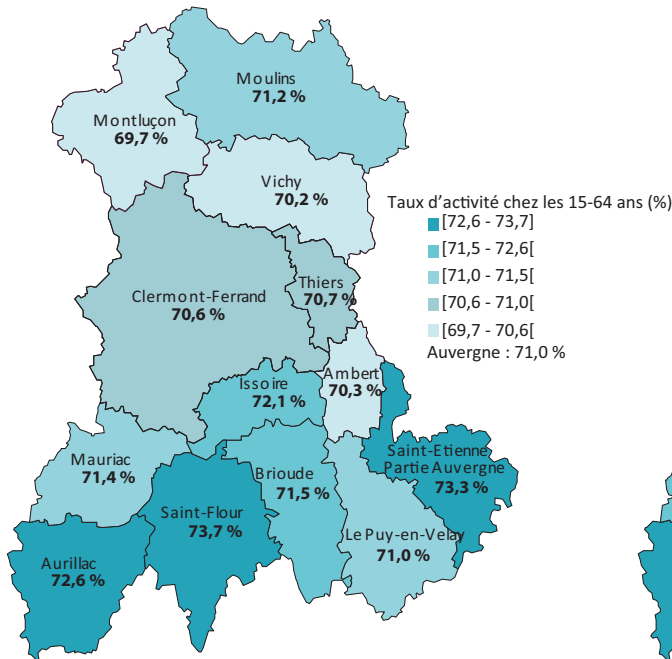 Moulins
71,2 %
Montluçon
69,7 %
Vichy
70,2 %
Taux d’activité chez les 15-64 ans (%)
[72,6 - 73,7]
[71,5 - 72,6[
[71,0 - 71,5[
[70,6 - 71,0[
[69,7 - 70,6[
Auvergne : 71,0 %
Clermont-Ferrand
70,6 %
Thiers
70,7 %
Ambert
70,3 %
Issoire
72,1 %
Mauriac
71,4 %
Brioude
71,5 %
Saint-Etienne
Partie Auvergne
73,3 %
Saint-Flour
73,7 %
Le Puy-en-Velay
71,0 %
Aurillac
72,6 %